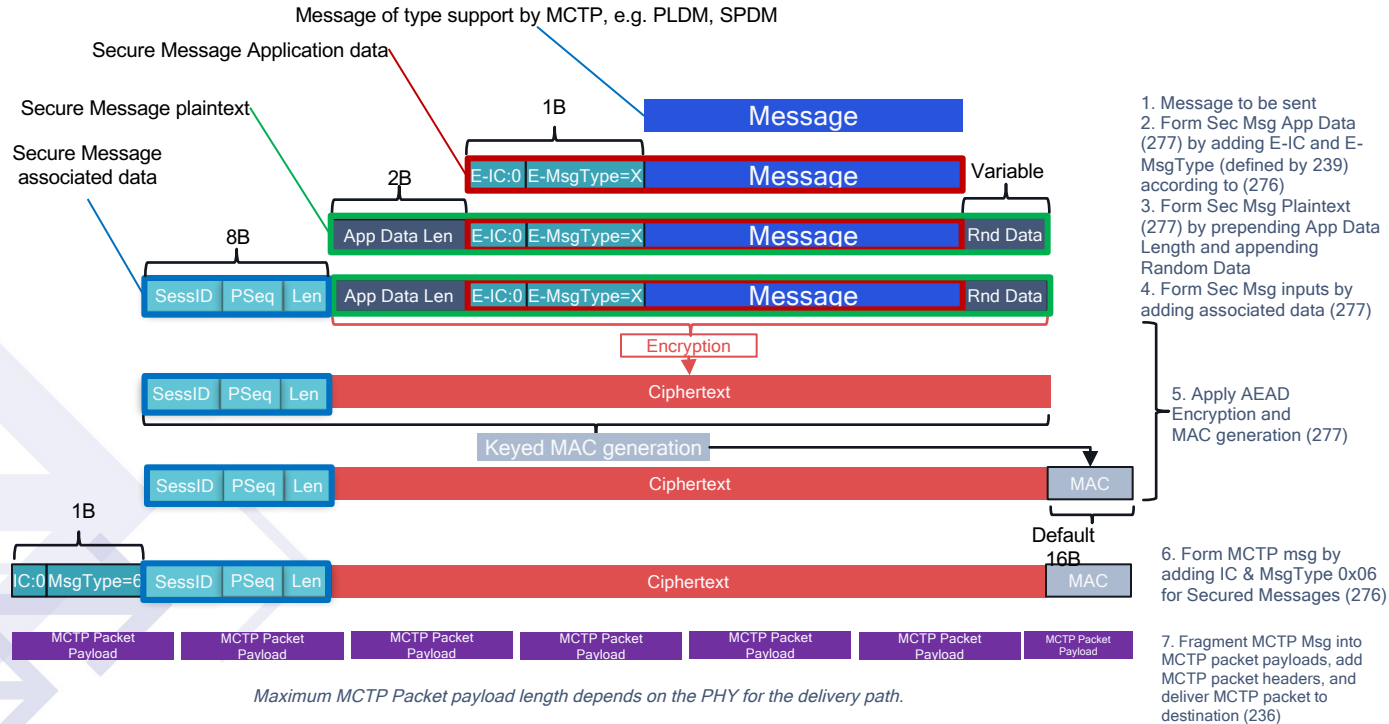 Message of type support by MCTP, e.g. PLDM, SPDM
Secure Message Application data
Secure Message plaintext
Secure Message
associated data
1B
Message
2B
E-IC:0 E-MsgType=X Message
Variable
8B
App Data Len E-IC:0 E-MsgType=X Message Rnd Data
SessID PSeq Len App Data Len E-IC:0 E-MsgType=X Message Rnd Data
Encryption
SessID PSeq Len Ciphertext
Keyed MAC generation
SessID PSeq Len Ciphertext MAC
1B
Default
16B
IC:0 MsgType=6 SessID PSeq Len Ciphertext MAC
MCTP Packet
Payload
MCTP Packet
Payload
MCTP Packet
Payload
MCTP Packet
Payload
MCTP Packet
Payload
MCTP Packet
Payload
MCTP Packet
Payload
Maximum MCTP Packet payload length depends on the PHY for the delivery path.
1. Message to be sent
2. Form Sec Msg App Data
(277) by adding E-IC and E-
MsgType (defined by 239)
according to (276)
3. Form Sec Msg Plaintext
(277) by prepending App Data
Length and appending
Random Data
4. Form Sec Msg inputs by
adding associated data (277)
5. Apply AEAD
Encryption and
MAC generation (277)
6. Form MCTP msg by
adding IC & MsgType 0x06
for Secured Messages (276)
7. Fragment MCTP Msg into
MCTP packet payloads, add
MCTP packet headers, and
deliver MCTP packet to
destination (236)